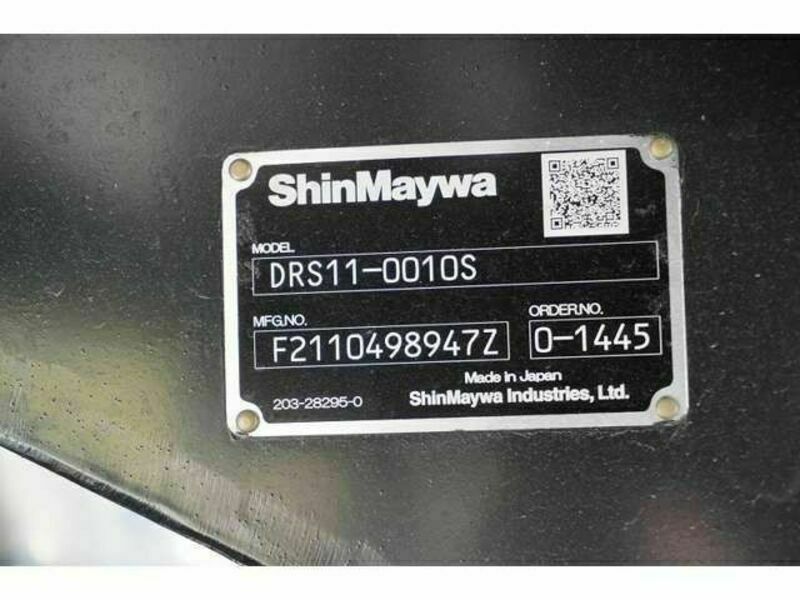 ShinMaywa
MODEL
DRS11-0010S
MFG.NO. ORDER.NO.
F2110498947Z 0-1445
Made in Japan
203-28295-0 ShinMaywa Industries, Ltd.